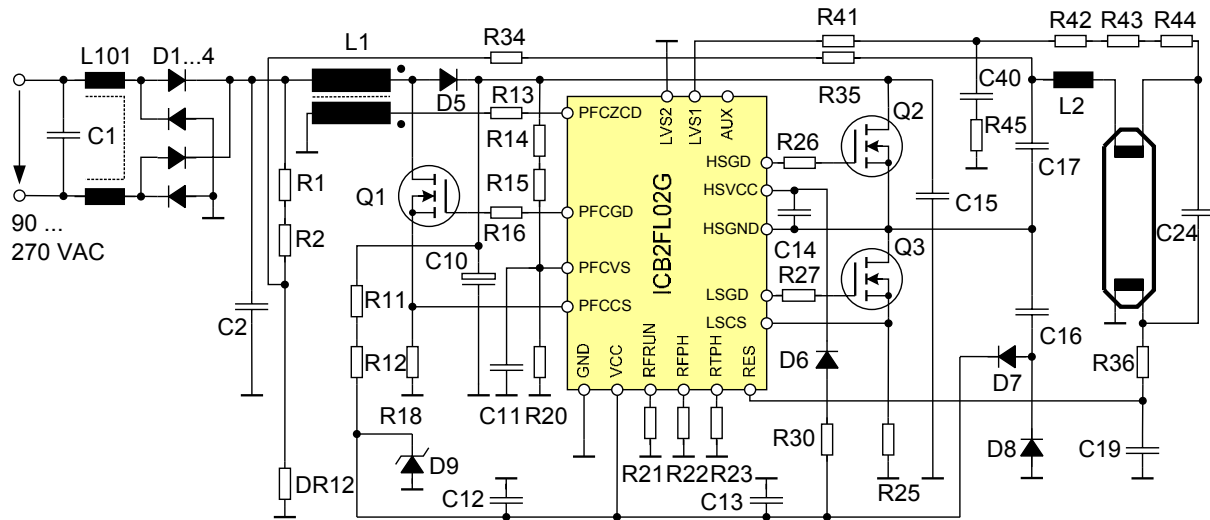 R41
R42
R43
R44
R34
L1
L101
D1...4
D5
R13
R35
C40
L2
Q2
C1
PFCZCD
LVS2
LVS1
AUX
R14
R45
R26
HSGD
C17
R1
R15
Q1
HSVCC
C15
PFCGD
R16
C14
HSGND
C24
90 ...
270 VAC
R2
C10
ICB2FL02G
Q3
PFCVS
R27
LSGD
R11
PFCCS
C2
LSCS
C16
R12
D6
D7
R36
GND
VCC
RFRUN
RFPH
RTPH
RES
R18
C11
R20
R30
D8
C19
D9
R21
R22
R23
R25
DR12
C12
C13